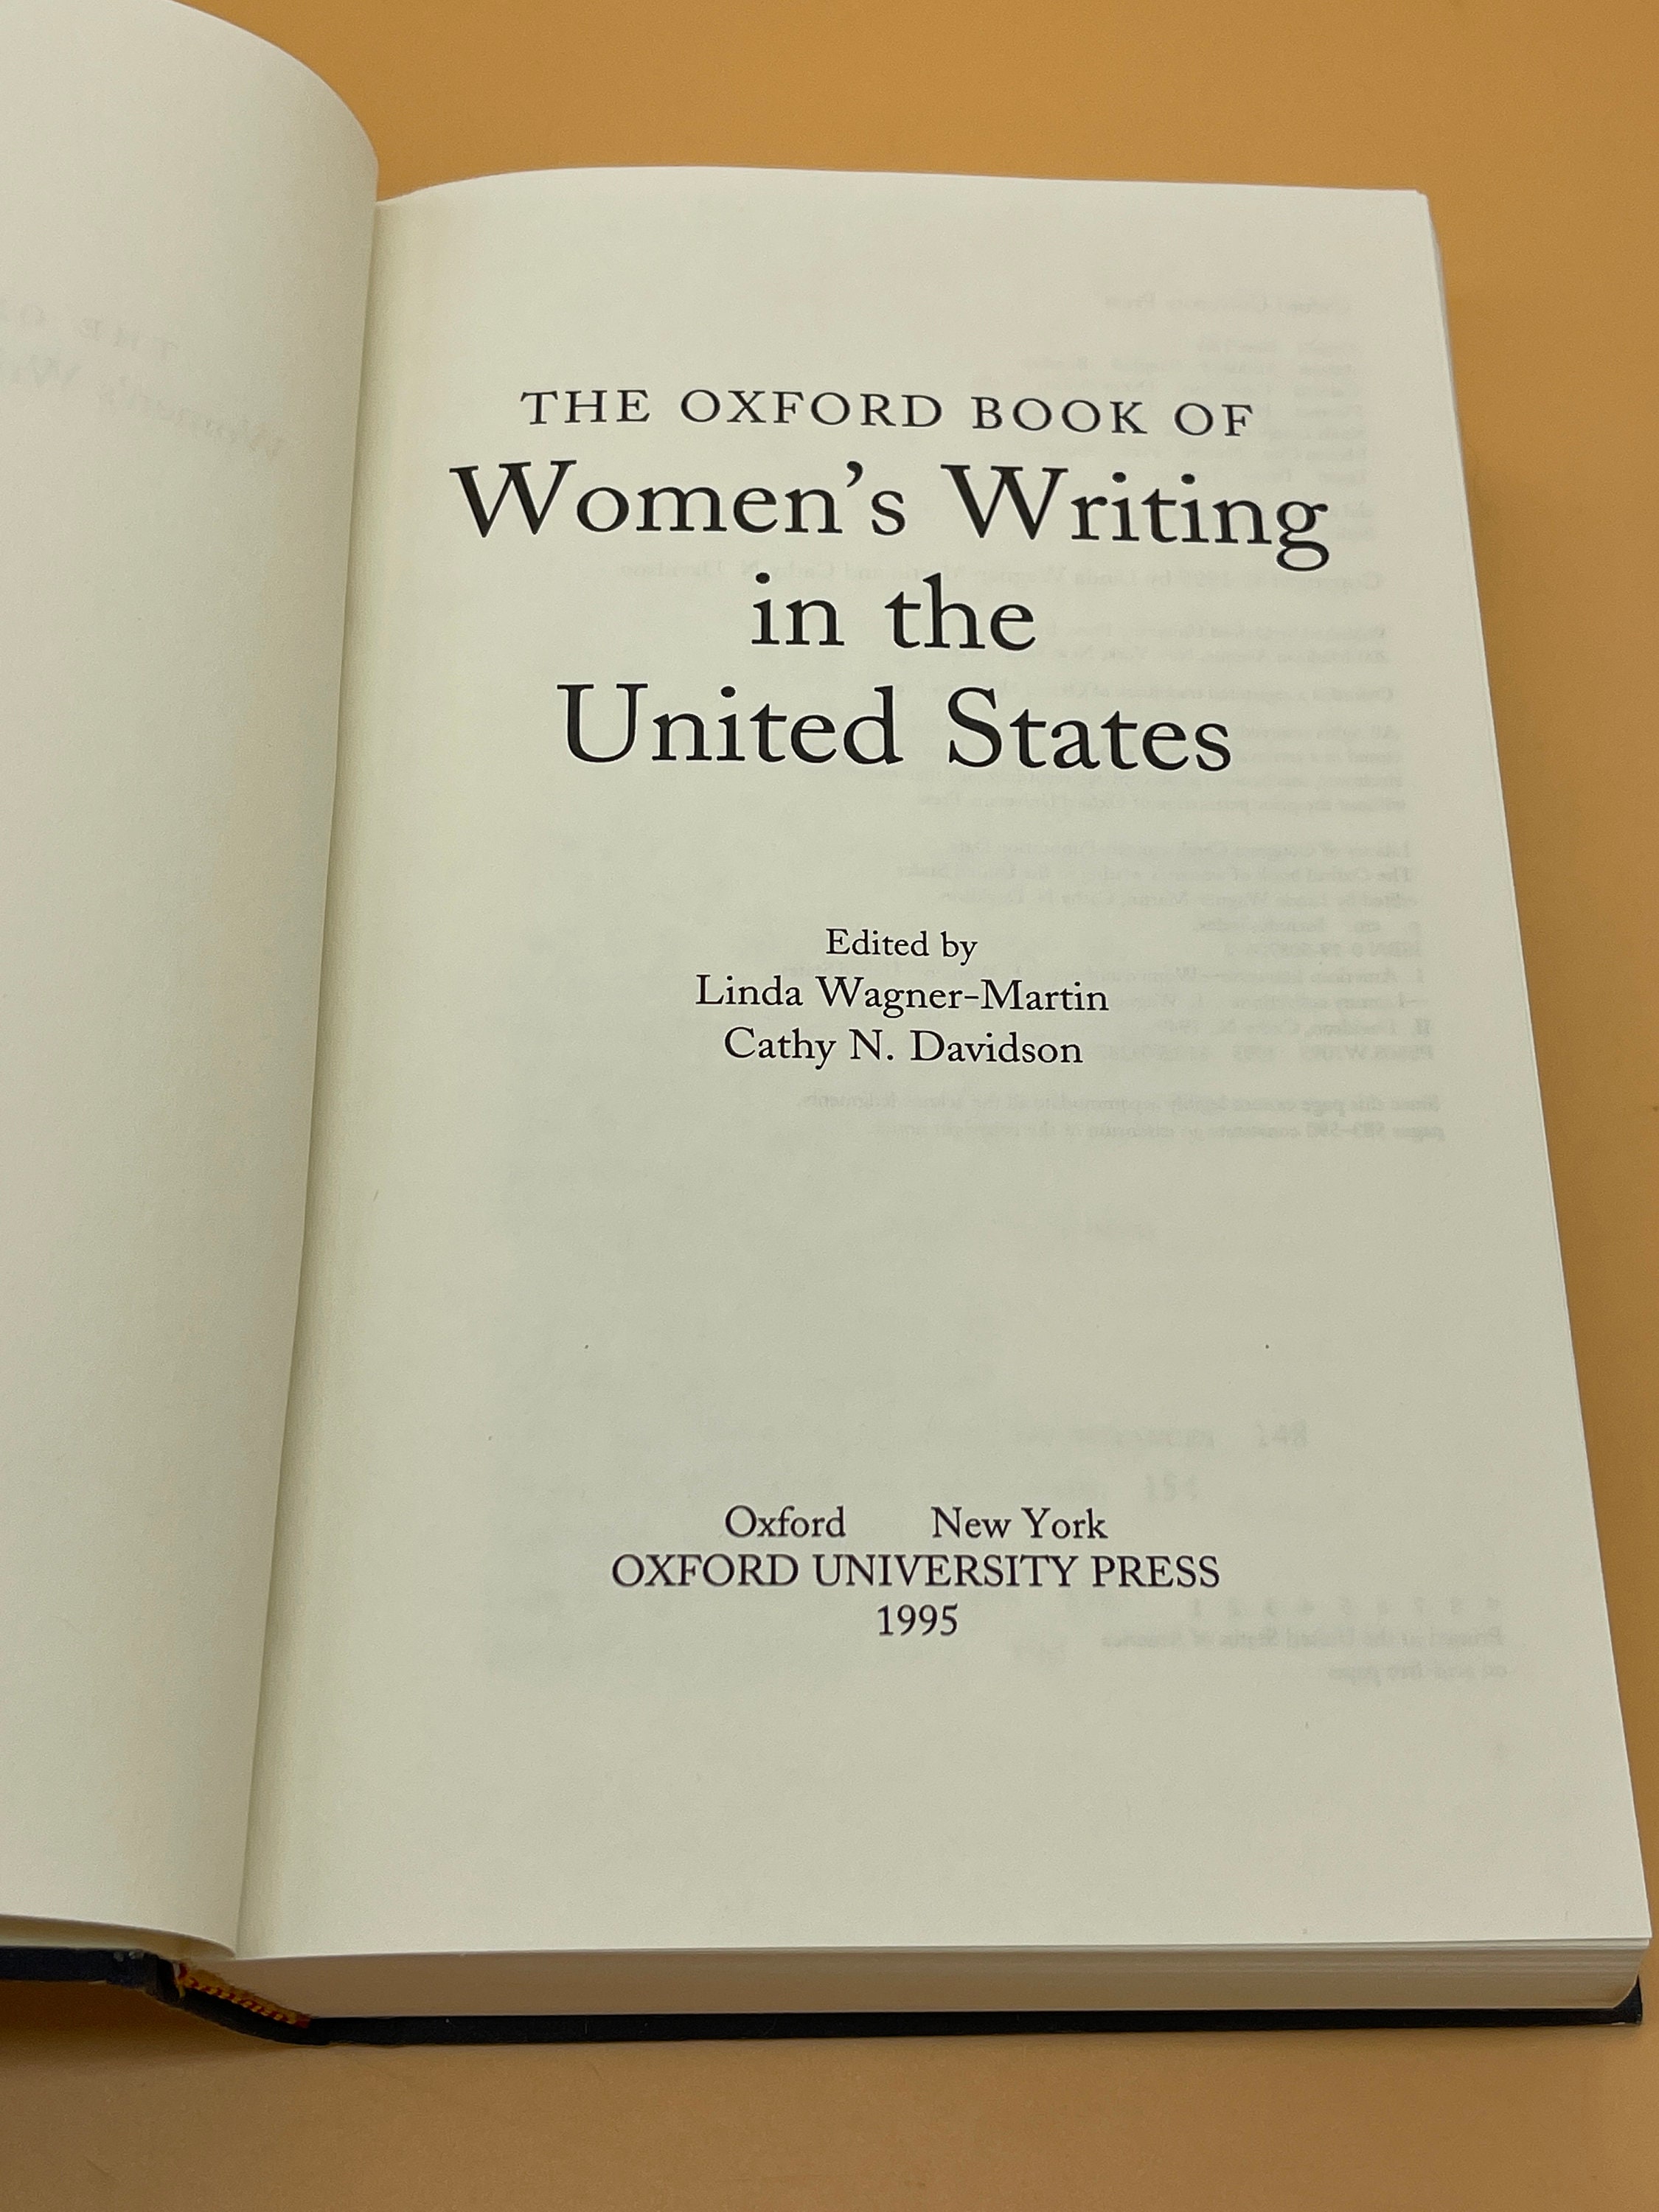 THE OXFORD BOOK OF
Women's Writing
in the
United States
Edited by
Linda Wagner-Martin
Cathy N. Davidson
Oxford New York
OXFORD UNIVERSITY PRESS
1995